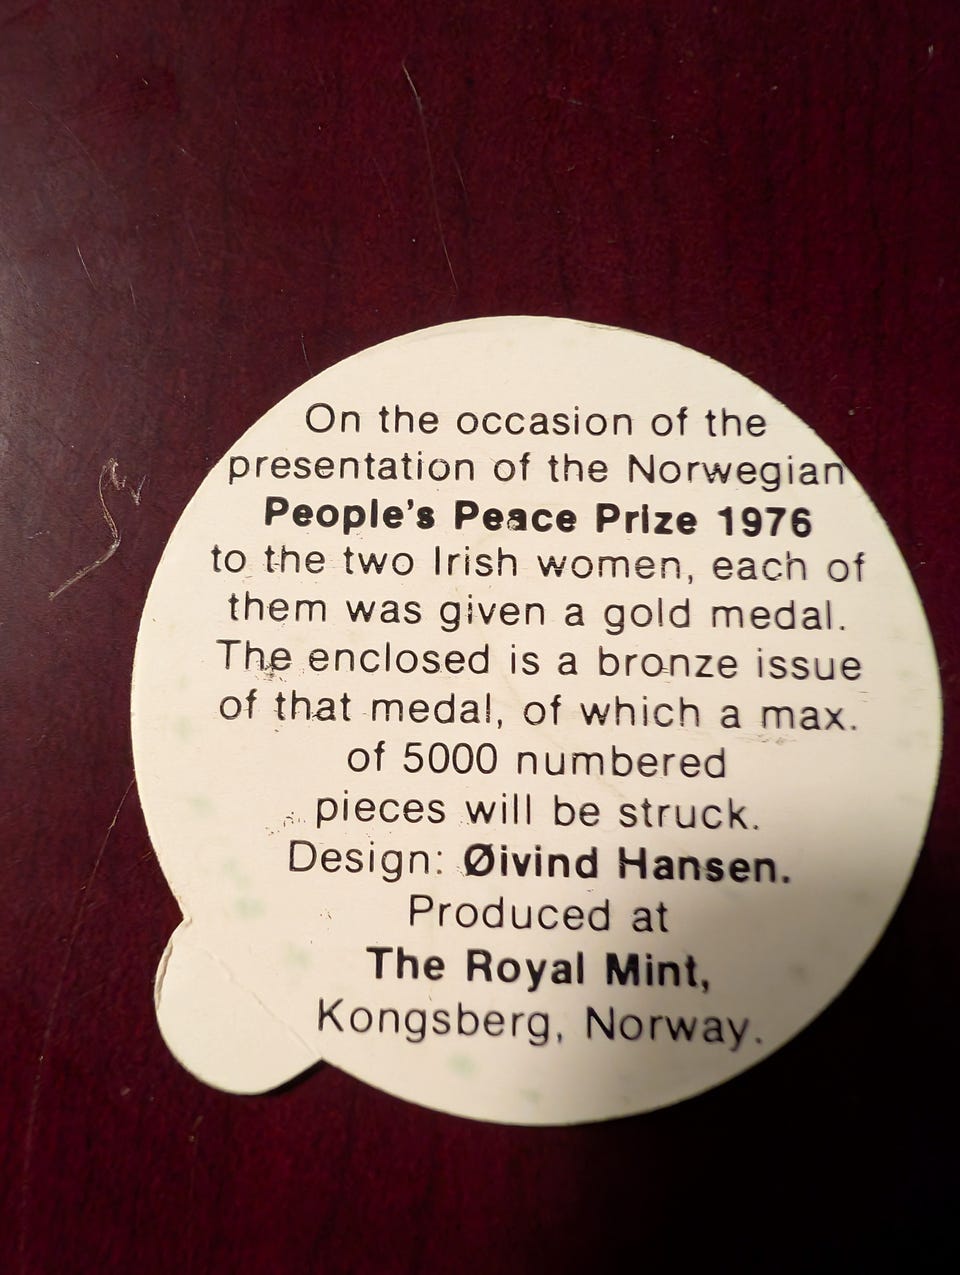 On the occasion of the
presentation of the Norwegian
People's Peace Prize 1976
to the two Irish women, each of
them was given a gold medal.
The enclosed is a bronze issue
of that medal, of which a max.
of 5000 numbered
pieces will be struck.
Design: Øivind Hansen.
Produced at
The Royal Mint,
Kongsberg, Norway.